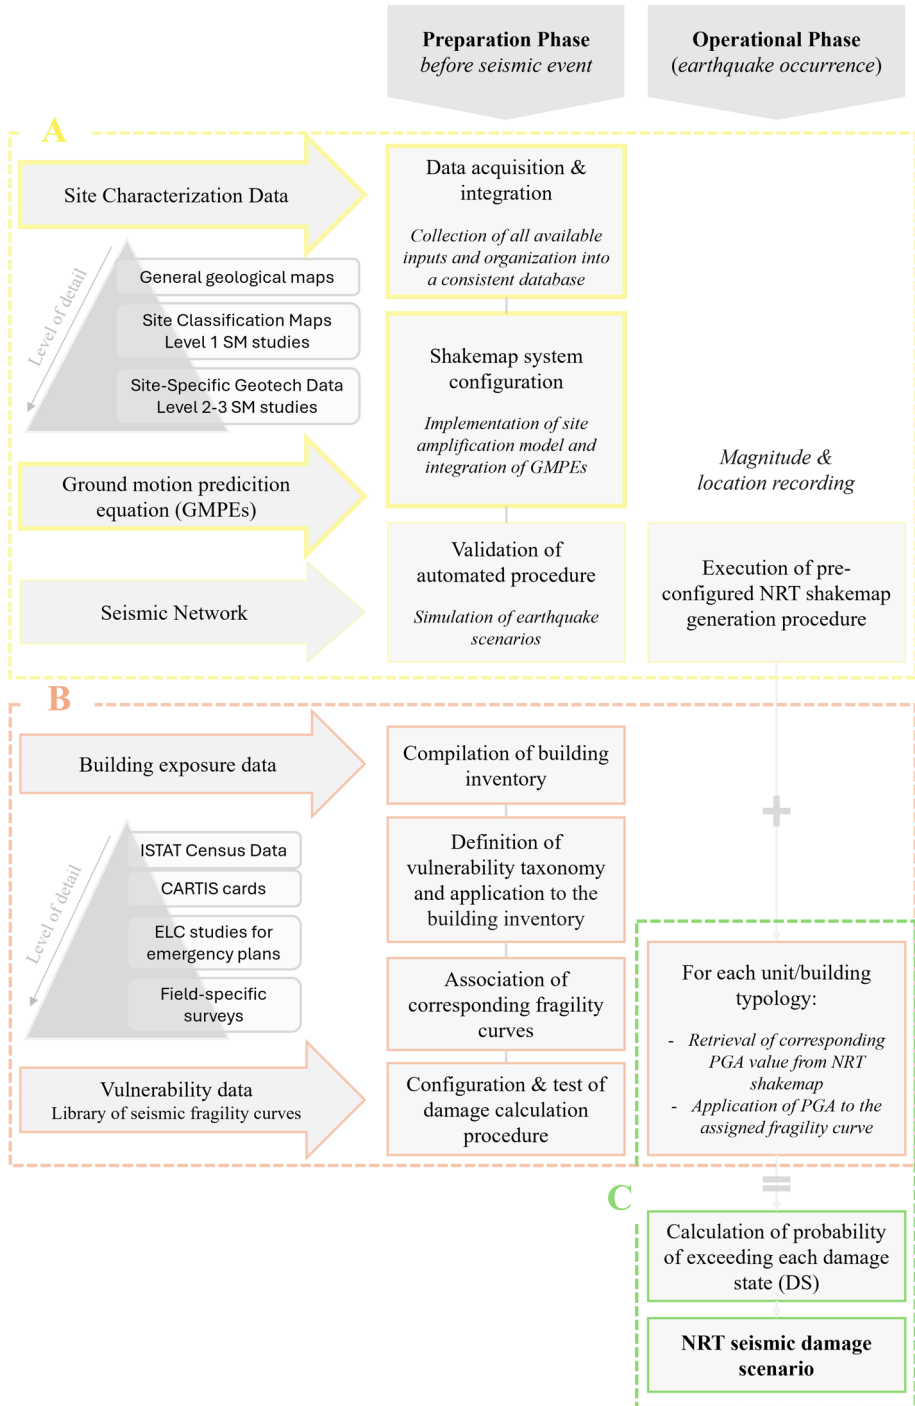 Preparation Phase
before seismic event
Operational Phase
(earthquake occurrence)
A
Site Characterization Data
Data acquisition &
integration
Collection of all available
inputs and organization into
a consistent database
Level of detail
General geological maps
Site Classification Maps
Level 1 SM studies
Site-Specific Geotech Data
Level 2-3 SM studies
Shakemap system
configuration
Implementation of site
amplification model and
integration of GMPEs
Ground motion predicition
equation (GMPEs)
Magnitude &
location recording
Seismic Network
Validation of
automated procedure
Simulation of earthquake
scenarios
Execution of pre-
configured NRT shakemap
generation procedure
B
Building exposure data
Compilation of building
inventory
+
Level of detail
ISTAT Census Data
CARTIS cards
ELC studies for
emergency plans
Field-specific
surveys
Definition of
vulnerability taxonomy
and application to the
building inventory
Association of
corresponding fragility
curves
Vulnerability data
Library of seismic fragility curves
Configuration & test of
damage calculation
procedure
For each unit/building
typology:
- Retrieval of corresponding
PGA value from NRT
shakemap
- Application of PGA to the
assigned fragility curve
=
C
Calculation of probability
of exceeding each damage
state (DS)
NRT seismic damage
scenario